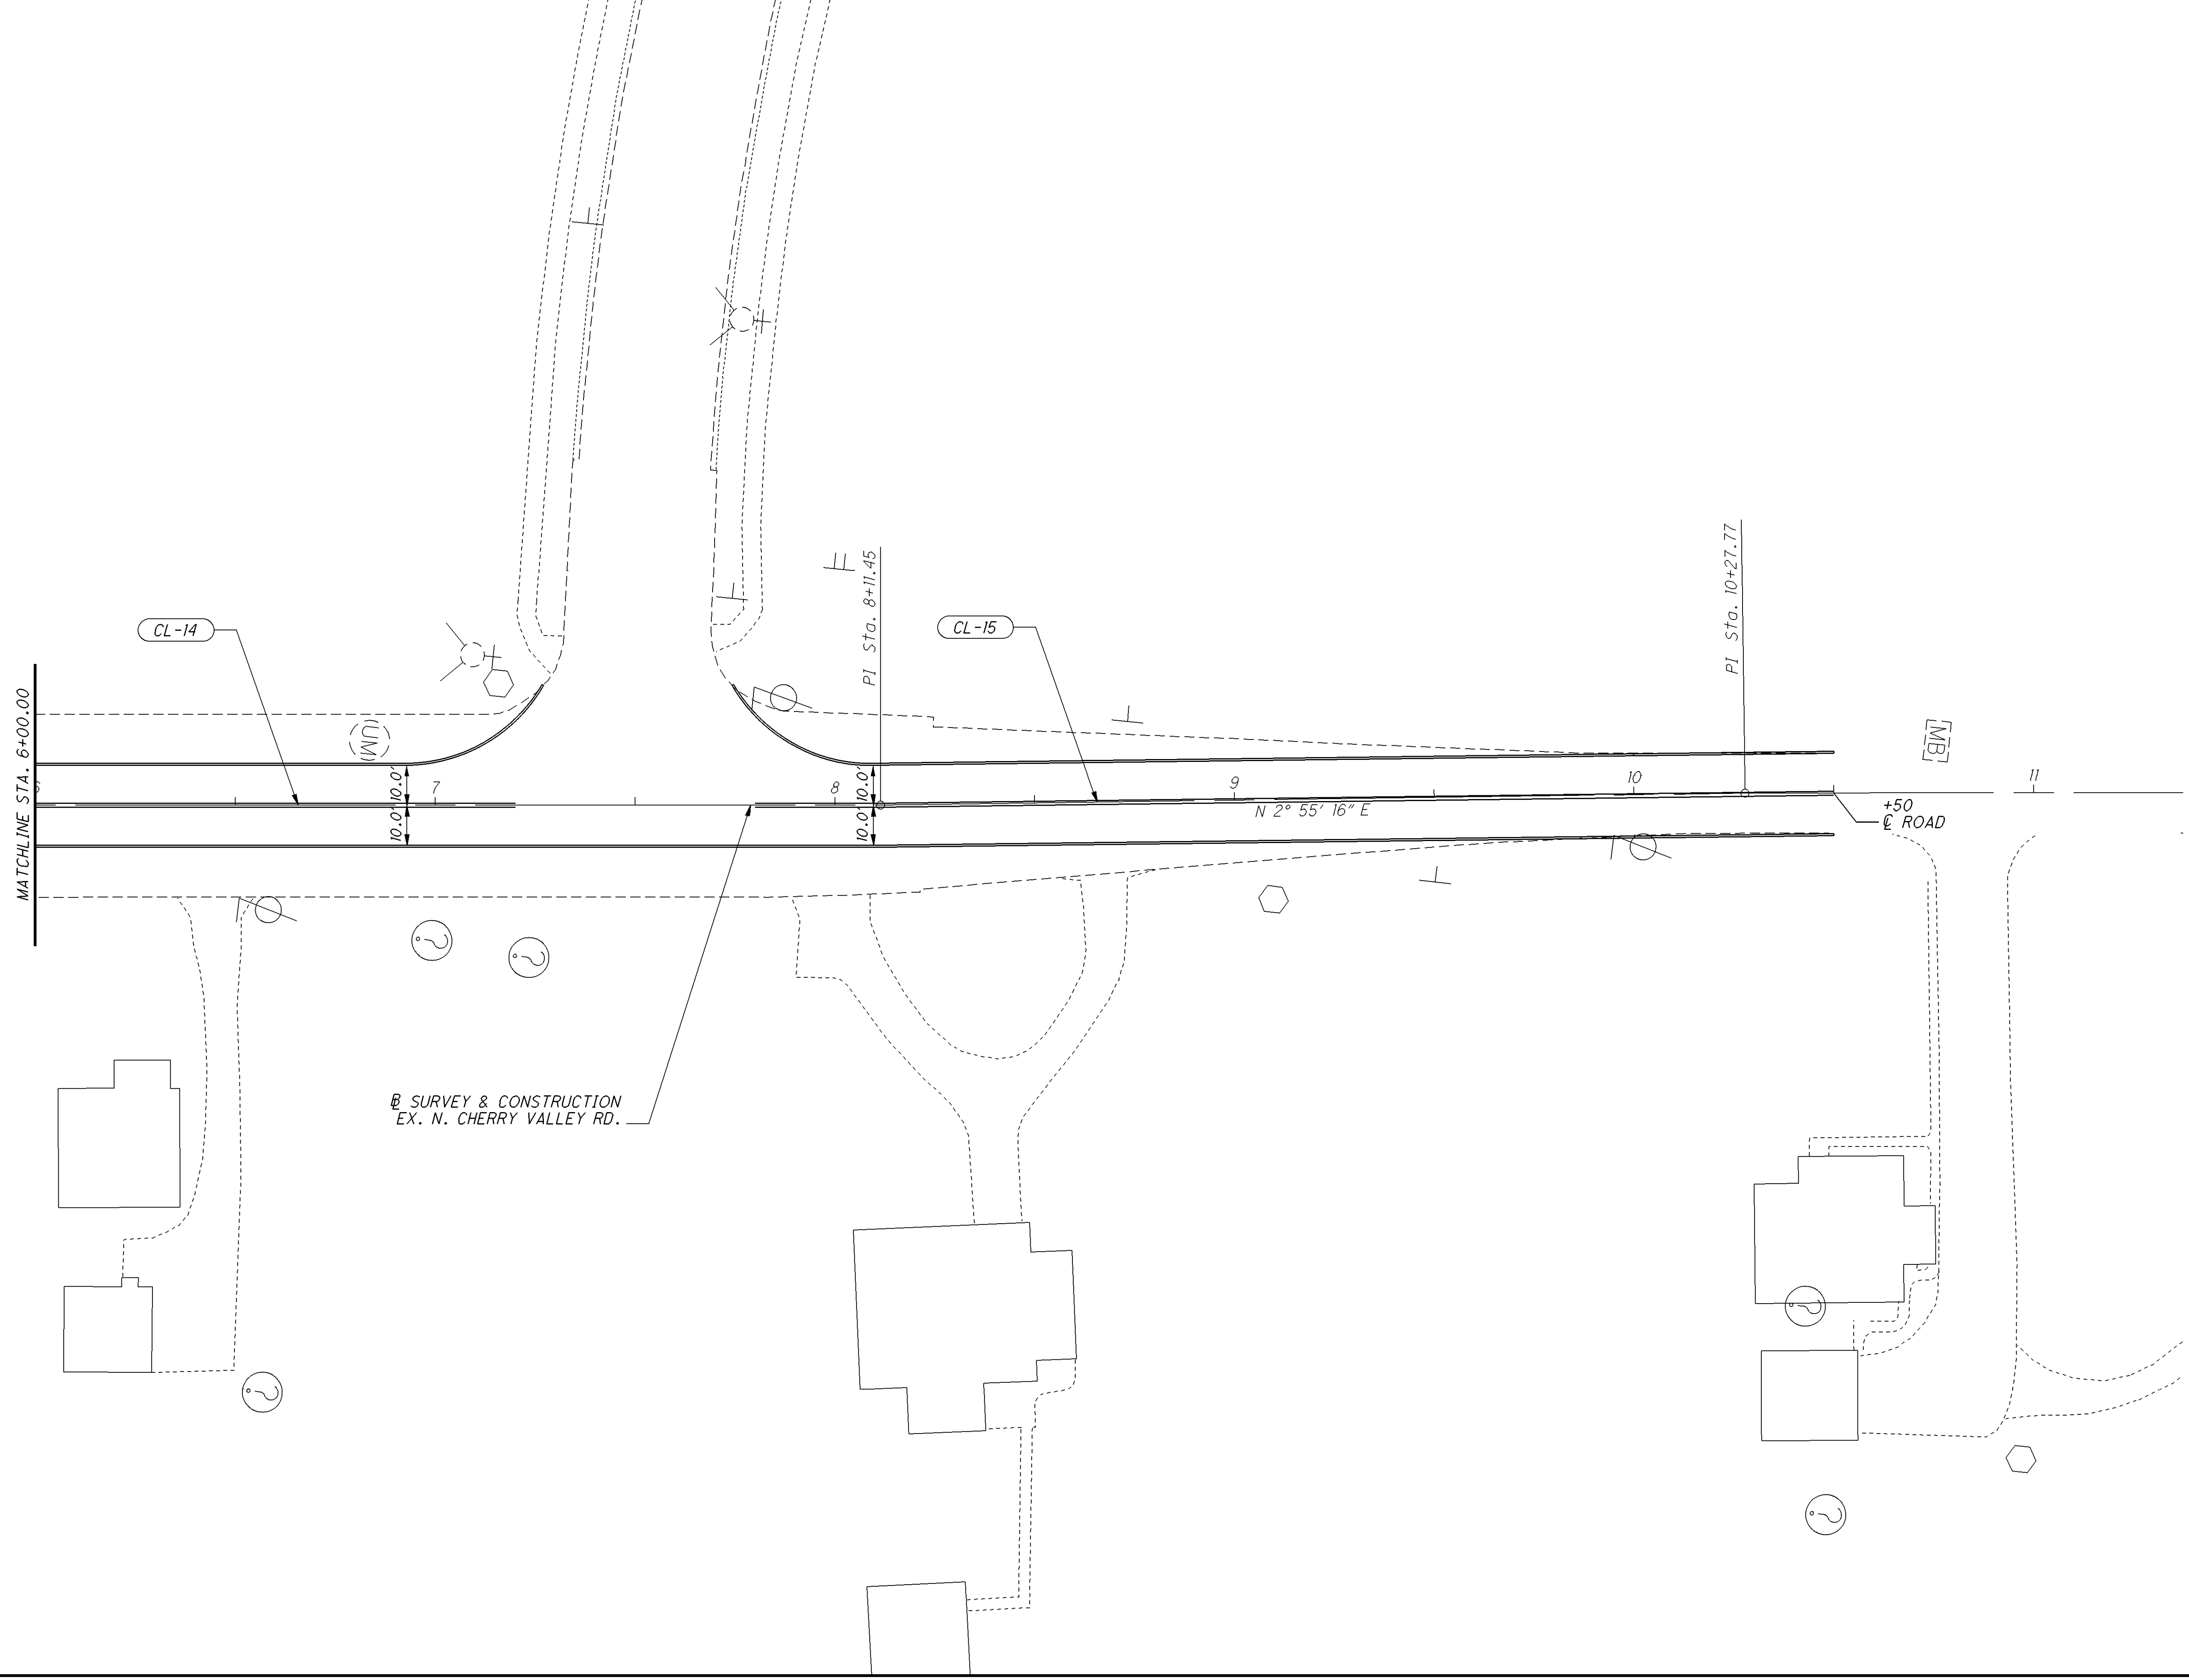 PI Sta. 8+11.45
PI Sta. 10+27.77
CL-14
CL-15
MATCHLINE STA. 6+00.00
UM
MB
6
7
8
9
10
11
10.0'
10.0'
10.0'
10.0'
N 2° 55' 16" E
+50
℄ ROAD
SURVEY & CONSTRUCTION
EX. N. CHERRY VALLEY RD.